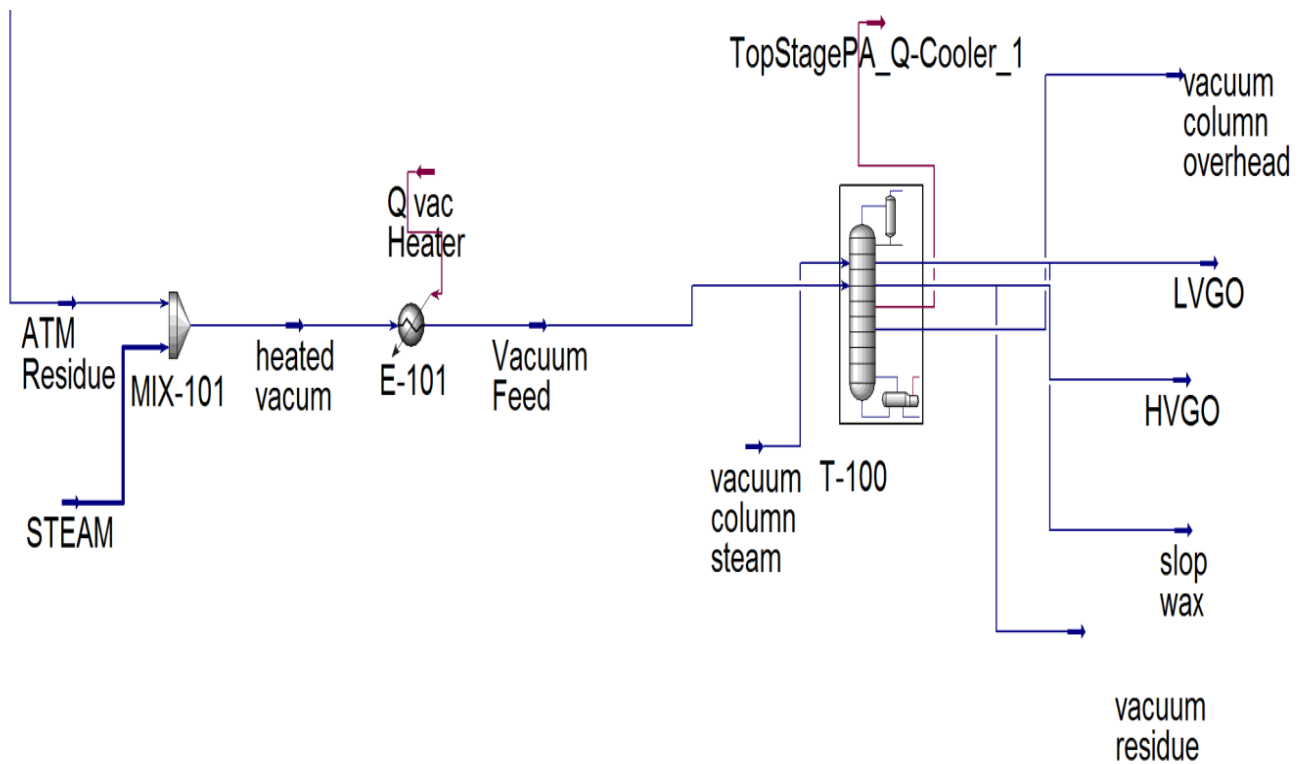 TopStagePA_Q-Cooler_1
vacuum
column
overhead
Q vac
Heater
LVGO
ATM
Residue
MIX-101
heated
vacum
E-101
Vacuum
Feed
HVGO
STEAM
vacuum
column
steam
T-100
slop
wax
vacuum
residue